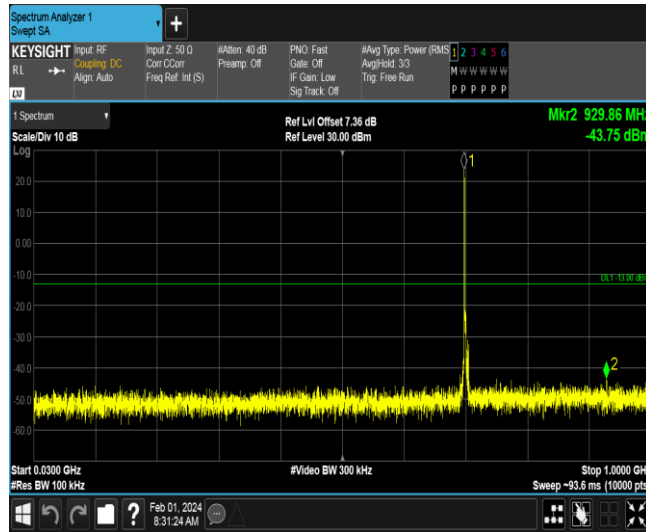 Spectrum Analyzer 1
Swept SA
+
KEYSIGHT Input: RF Input Z: 50 Ω #Atten: 40 dB PNO: Fast #Avg Type: Power (RMS 1 2 3 4 5 6
RL Coupling: DC Corr CCorr Preamp: Off Gate: Off Avg|Hold: 3/3 M W W W W W
Align: Auto Freq Ref: Int (S) IF Gain: Low Trig: Free Run
LXI Sig Track: Off P P P P P P
1 Spectrum Ref Lvl Offset 7.36 dB Mkr2 929.86 MHz
Scale/Div 10 dB Ref Level 30.00 dBm -43.75 dBm
Log
1
20.0
10.0
0.00
-10.0
DL1 -13.00 dBm
-20.0
-30.0
-40.0
2
-50.0
-60.0
Start 0.0300 GHz #Video BW 300 kHz Stop 1.0000 GH
#Res BW 100 kHz Sweep ~93.6 ms (10000 pts
? Feb 01, 2024
8:31:24 AM